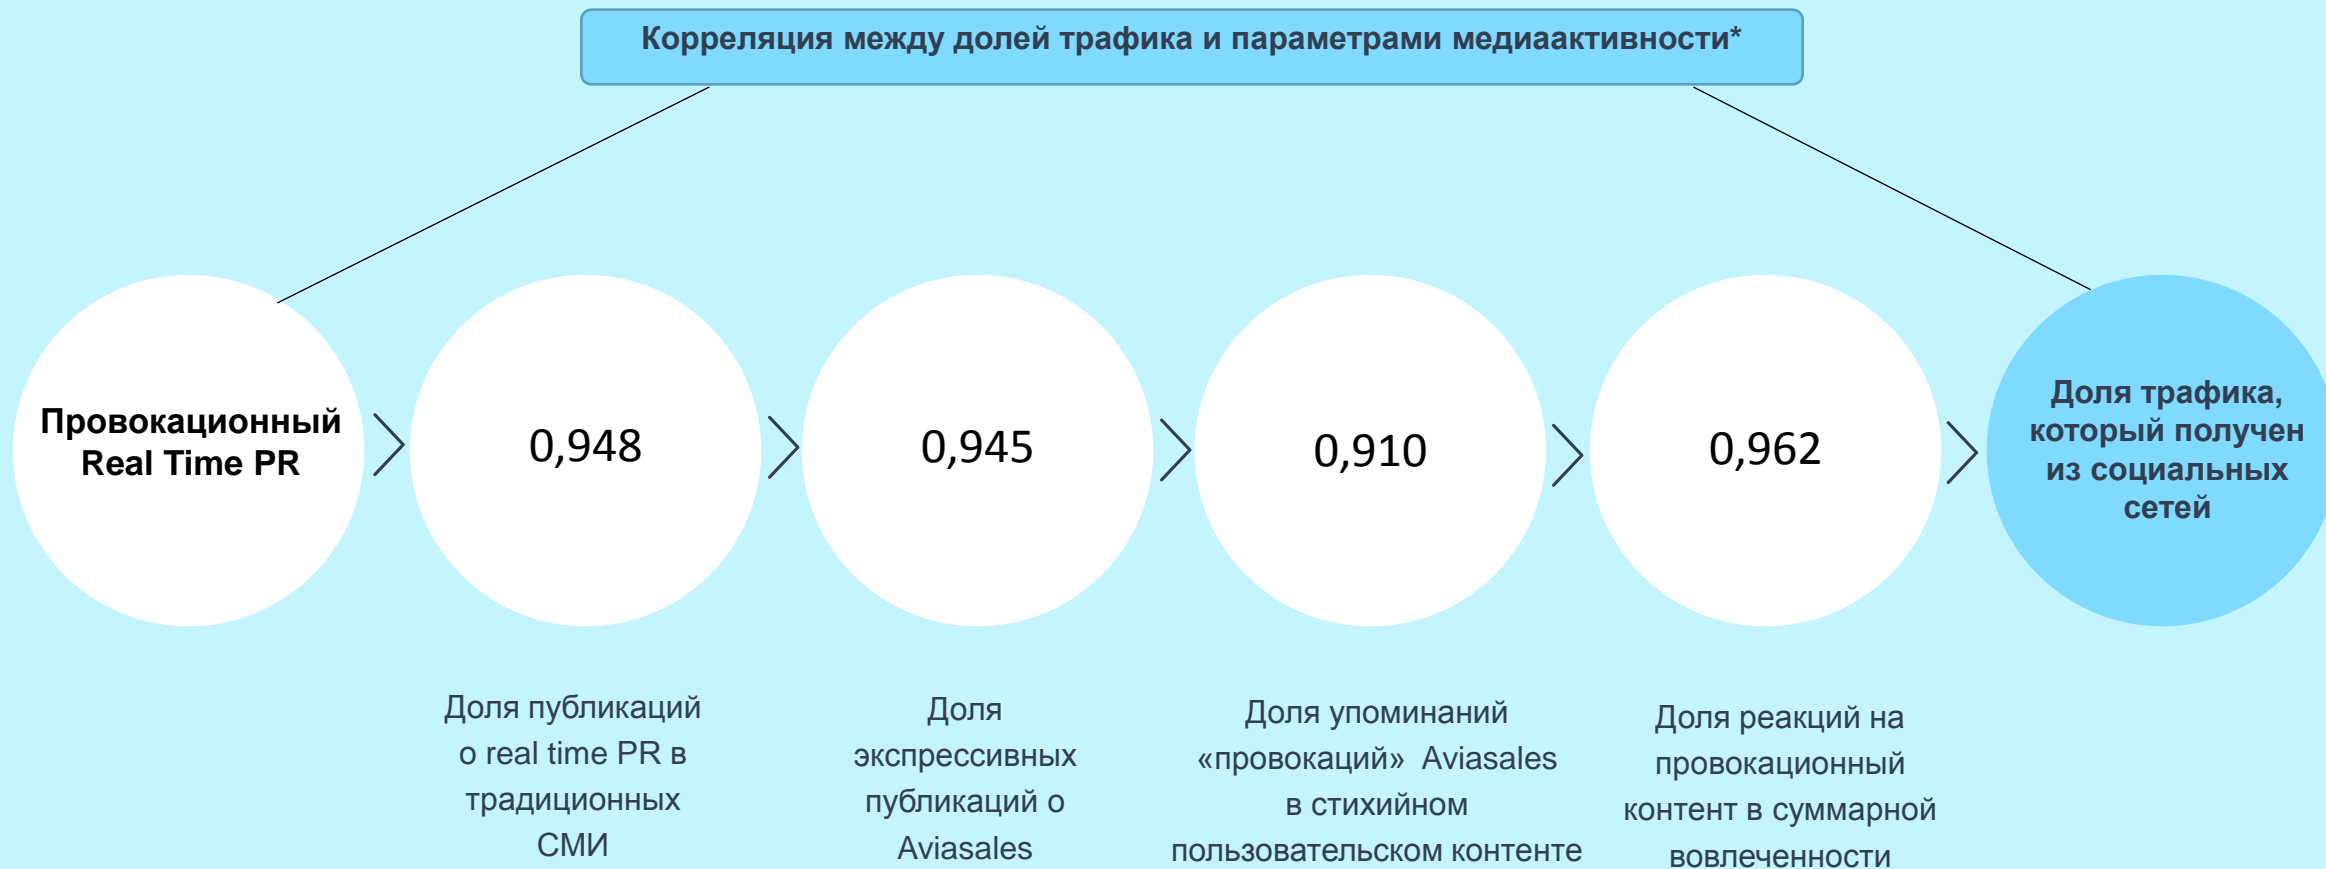 Корреляция между долей трафика и параметрами медиаактивности*
Провокационный
Real Time PR
0,948
0,945
0,910
0,962
Доля трафика,
который получен
из социальных
сетей
Доля публикаций
о real time PR в
традиционных
СМИ
Доля
экспрессивных
публикаций о
Aviasales
Доля упоминаний
«провокаций» Aviasales
в стихийном
пользовательском контенте
Доля реакций на
провокационный
контент в суммарной
вовлеченности